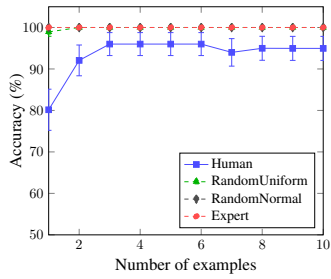 100
90
80
70
60
50
Accuracy (%)
Human
RandomUniform
RandomNormal
Expert
2 4 6 8 10
Number of examples